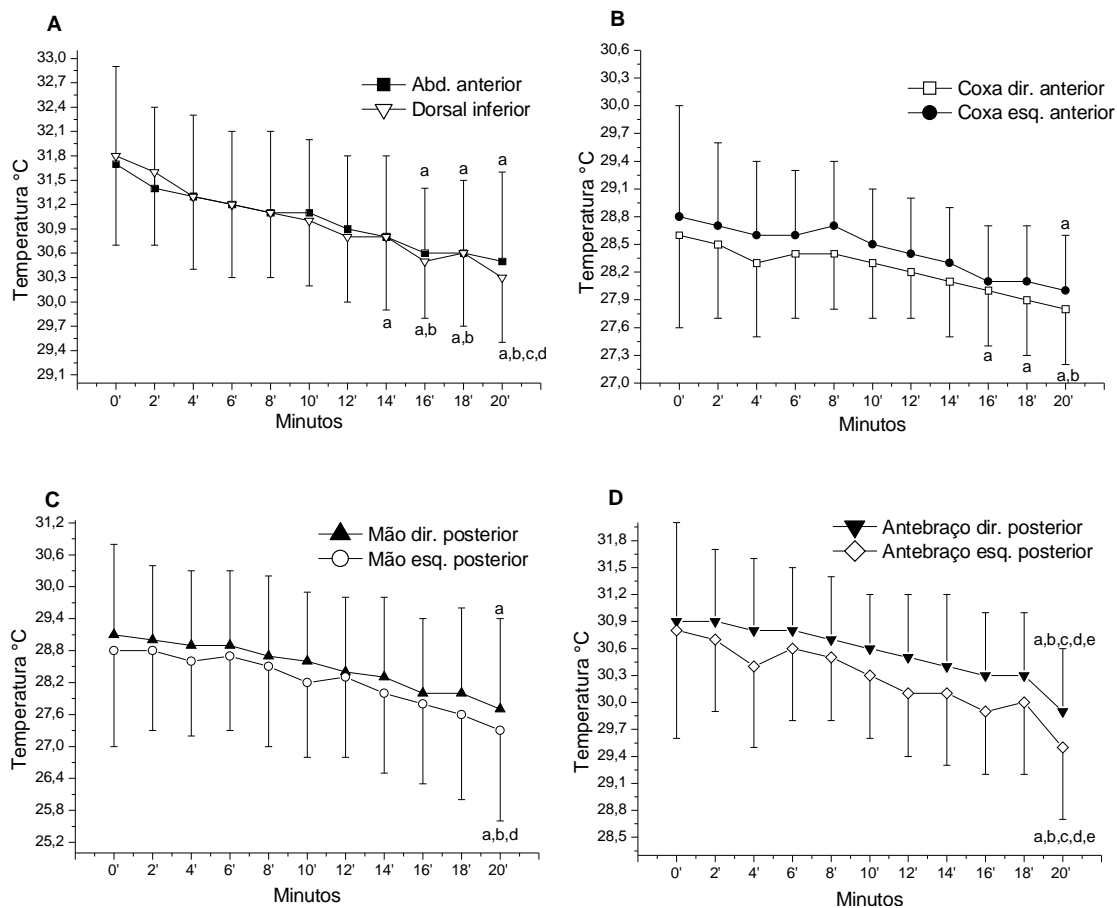 A
Temperatura °C
33,0
32,7
32,4
32,1
31,8
31,5
31,2
30,9
30,6
30,3
30,0
29,7
29,4
29,1
Abd. anterior
Dorsal inferior
a a a
a a,b a,b a,b,c,d
0' 2' 4' 6' 8' 10' 12' 14' 16' 18' 20'
Minutos
B
Temperatura °C
30,6
30,3
30,0
29,7
29,4
29,1
28,8
28,5
28,2
27,9
27,6
27,3
27,0
Coxa dir. anterior
Coxa esq. anterior
a
a a a,b
0' 2' 4' 6' 8' 10' 12' 14' 16' 18' 20'
Minutos
C
Temperatura °C
31,2
30,6
30,0
29,4
28,8
28,2
27,6
27,0
26,4
25,8
25,2
Mão dir. posterior
Mão esq. posterior
a
a,b,d
0' 2' 4' 6' 8' 10' 12' 14' 16' 18' 20'
Minutos
D
Temperatura °C
31,8
31,5
31,2
30,9
30,6
30,3
30,0
29,7
29,4
29,1
28,8
28,5
Antebraço dir. posterior
Antebraço esq. posterior
a,b,c,d,e
a,b,c,d,e
0' 2' 4' 6' 8' 10' 12' 14' 16' 18' 20'
Minutos